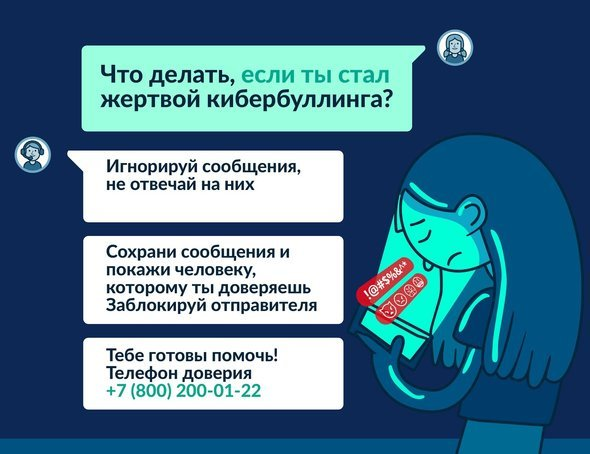 Что делать, если ты стал
жертвой кибербуллинга?
Игнорируй сообщения,
не отвечай на них
Сохрани сообщения и
покажи человеку,
которому ты доверяешь
Заблокируй отправителя
!@#$%&!*
Тебе готовы помочь!
Телефон доверия
+7 (800) 200-01-22